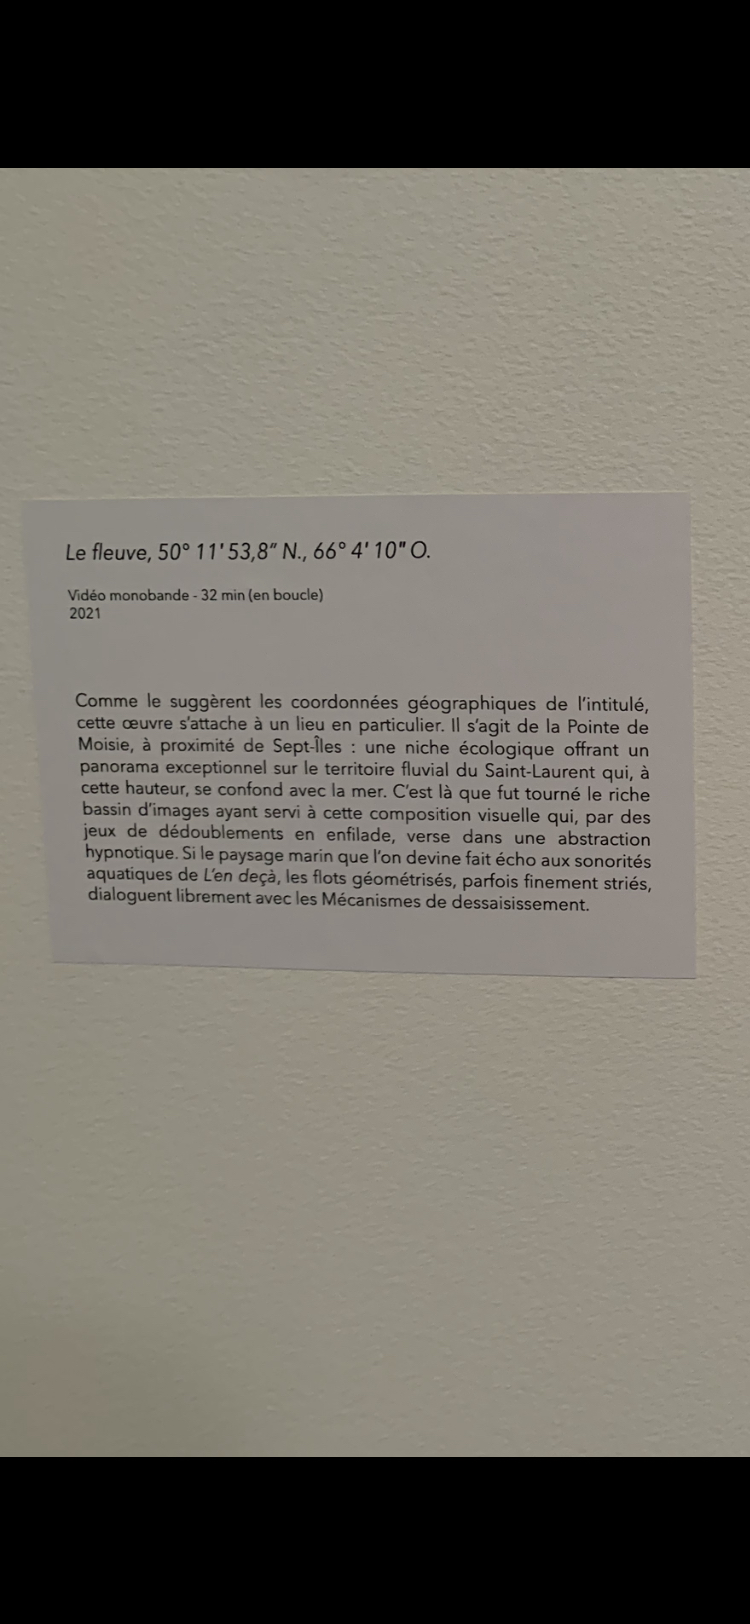 Le fleuve, 50° 11' 53,8" N., 66° 4' 10" O.
Vidéo monobande - 32 min (en boucle)
2021
Comme le suggèrent les coordonnées géographiques de l'intitulé,
cette œuvre s'attache à un lieu en particulier. Il s'agit de la Pointe de
Moisie, à proximité de Sept-Îles : une niche écologique offrant un
panorama exceptionnel sur le territoire fluvial du Saint-Laurent qui, à
cette hauteur, se confond avec la mer. C'est là que fut tourné le riche
bassin d'images ayant servi à cette composition visuelle qui, par des
jeux de dédoublements en enfilade, verse dans une abstraction
hypnotique. Si le paysage marin que l'on devine fait écho aux sonorités
aquatiques de L'en deçà, les flots géométrisés, parfois finement striés,
dialoguent librement avec les Mécanismes de dessaisissement.